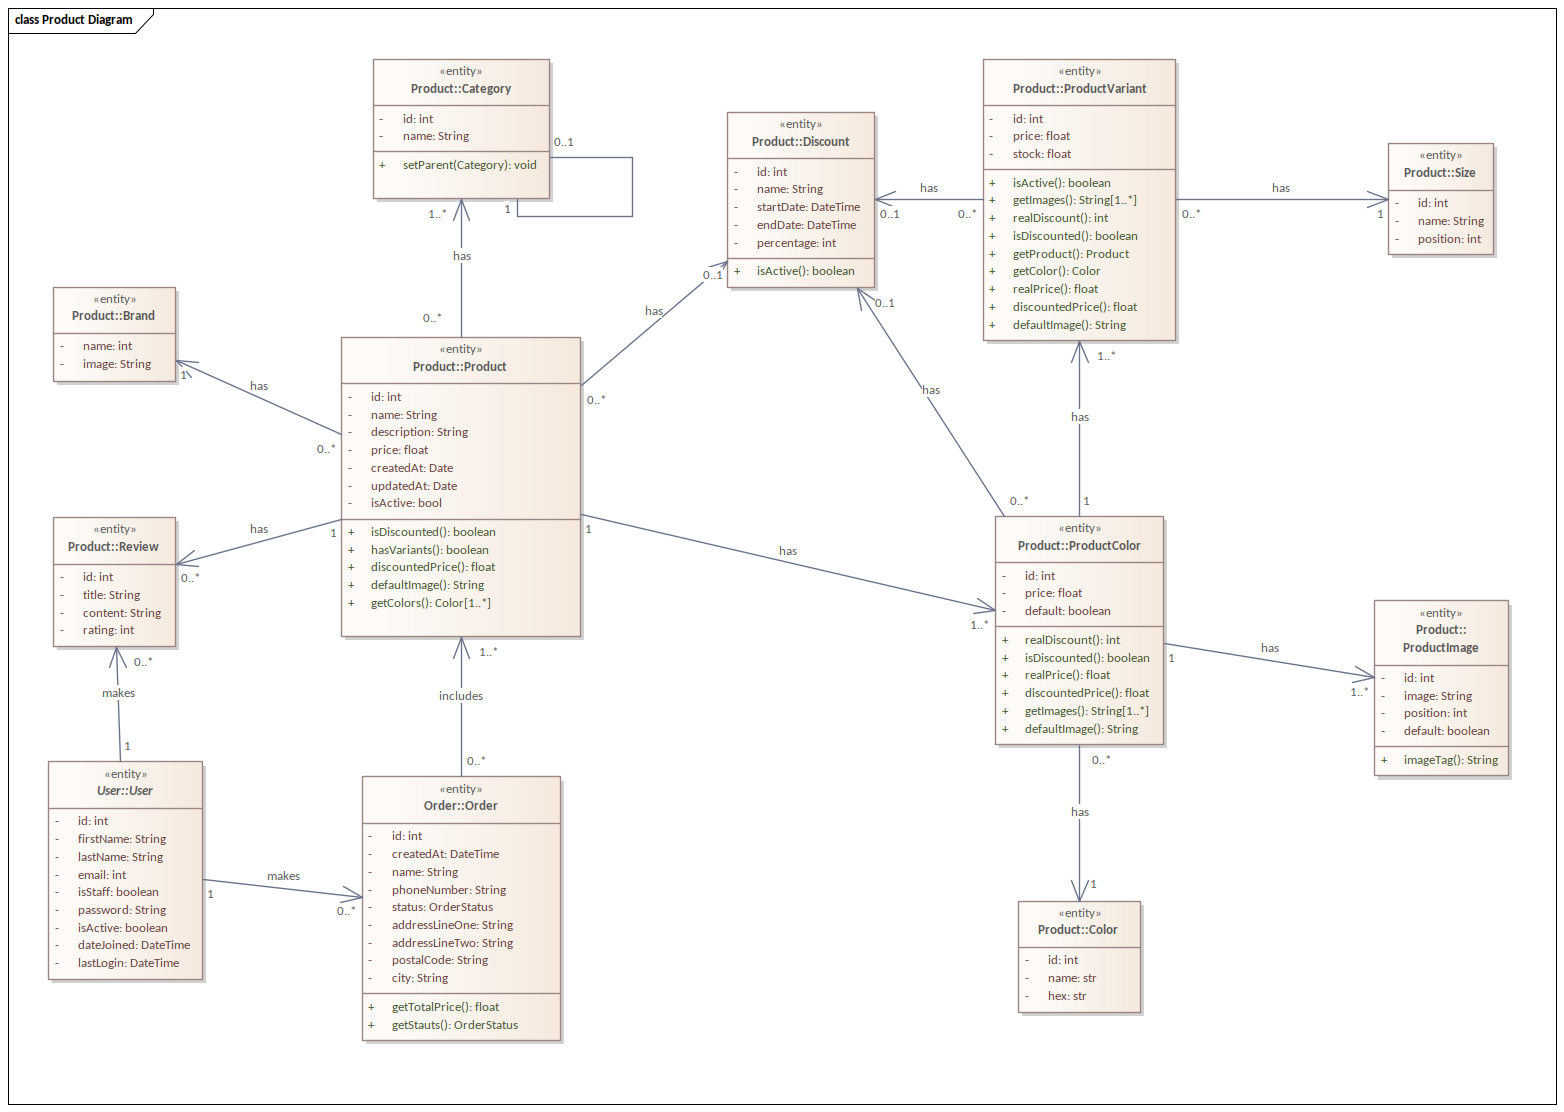 class Product Diagram
«entity»
Product::Category
- id: int
- name: String
+ setParent(Category): void
0..1
1
1..*
has
0..*
«entity»
Product::Discount
- id: int
- name: String
- startDate: DateTime
- endDate: DateTime
- percentage: int
+ isActive(): boolean
0..1
has
0..*
«entity»
Product::ProductVariant
- id: int
- price: float
- stock: float
+ isActive(): boolean
+ getImages(): String[1..*]
+ realDiscount(): int
+ isDiscounted(): boolean
+ getProduct(): Product
+ getColor(): Color
+ realPrice(): float
+ discountedPrice(): float
+ defaultImage(): String
0..*
has
1
«entity»
Product::Size
- id: int
- name: String
- position: int
«entity»
Product::Brand
- name: int
- image: String
1
has
0..*
«entity»
Product::Product
- id: int
- name: String
- description: String
- price: float
- createdAt: Date
- updatedAt: Date
- isActive: bool
+ isDiscounted(): boolean
+ hasVariants(): boolean
+ discountedPrice(): float
+ defaultImage(): String
+ getColors(): Color[1..*]
0..1
has
0..*
0..1
has
0..*
1..*
has
1
«entity»
Product::Review
- id: int
- title: String
- content: String
- rating: int
has
1
0..*
1
has
1..*
«entity»
Product::ProductColor
- id: int
- price: float
- default: boolean
+ realDiscount(): int
+ isDiscounted(): boolean
+ realPrice(): float
+ discountedPrice(): float
+ getImages(): String[1..*]
+ defaultImage(): String
1
has
1..*
«entity»
Product::
ProductImage
- id: int
- image: String
- position: int
- default: boolean
+ imageTag(): String
0..*
makes
1
1..*
includes
0..*
«entity»
User::User
- id: int
- firstName: String
- lastName: String
- email: int
- isStaff: boolean
- password: String
- isActive: boolean
- dateJoined: DateTime
- lastLogin: DateTime
makes
1
0..*
«entity»
Order::Order
- id: int
- createdAt: DateTime
- name: String
- phoneNumber: String
- status: OrderStatus
- addressLineOne: String
- addressLineTwo: String
- postalCode: String
- city: String
+ getTotalPrice(): float
+ getStauts(): OrderStatus
0..*
has
1
«entity»
Product::Color
- id: int
- name: str
- hex: str